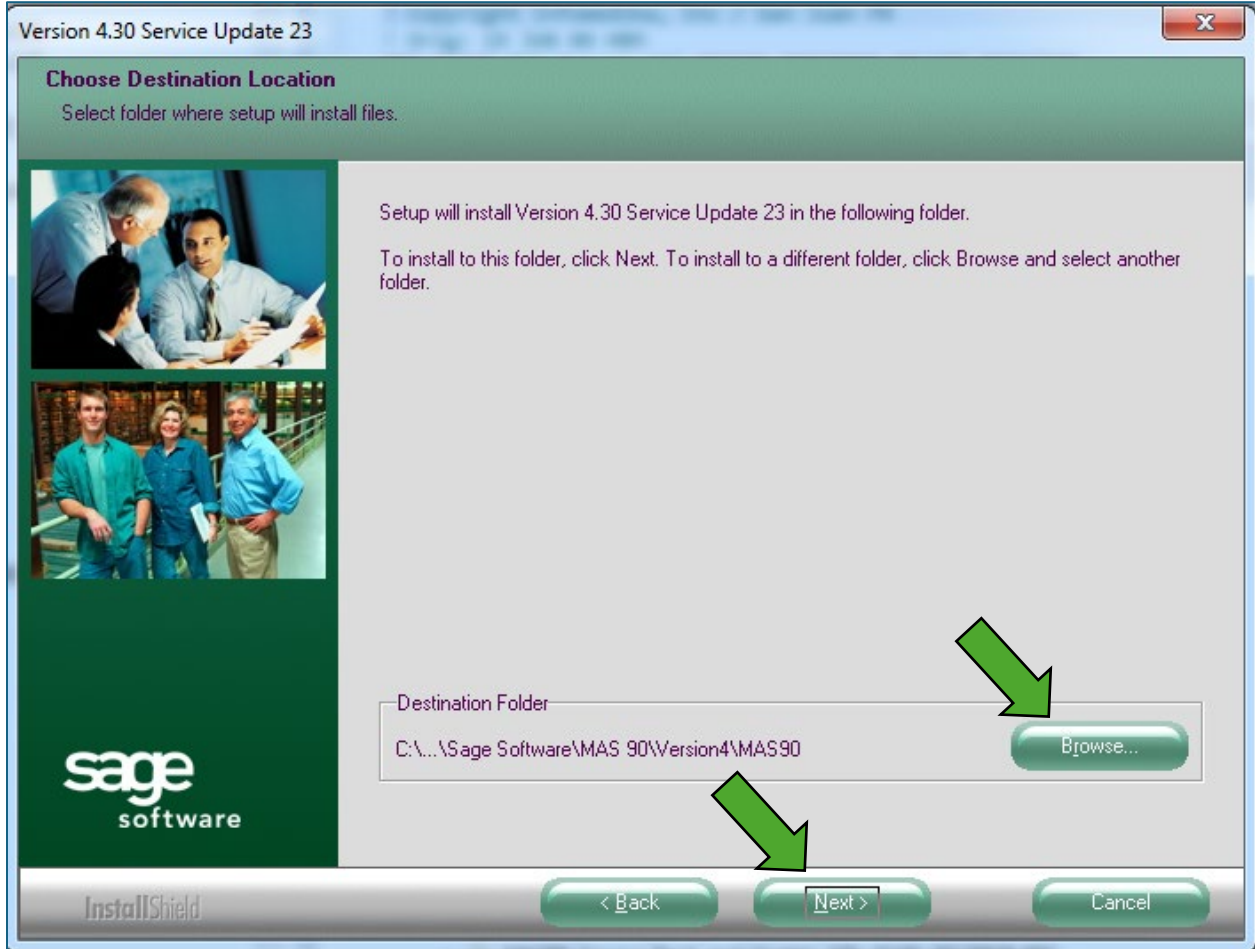 Version 4.30 Service Update 23
Choose Destination Location
Select folder where setup will install files.
Setup will install Version 4.30 Service Update 23 in the following folder.
To install to this folder, click Next. To install to a different folder, click Browse and select another
folder.
Destination Folder
C:\...\Sage Software\MAS 90\Version4\MAS90
Browse...
sage
software
InstallShield
< Back
Next >
Cancel